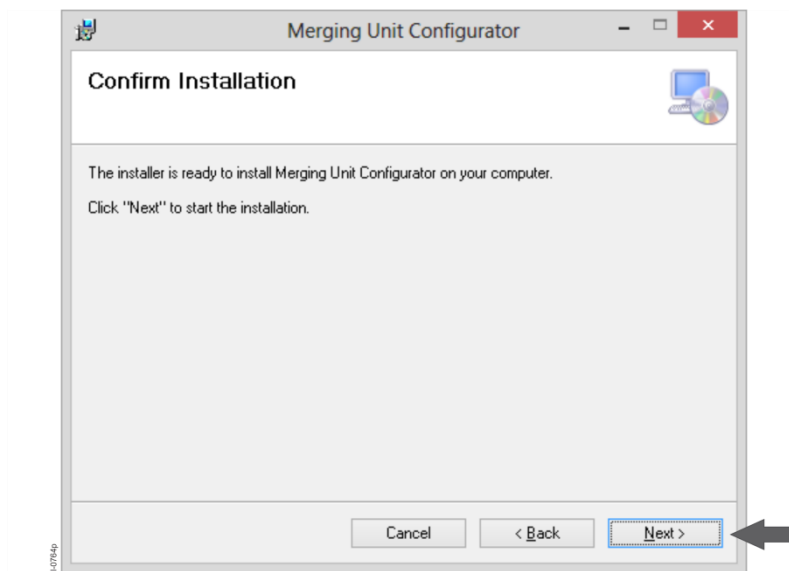 Merging Unit Configurator
Confirm Installation
The installer is ready to install Merging Unit Configurator on your computer.
Click "Next" to start the installation.
Cancel
< Back
Next >
I-0764p